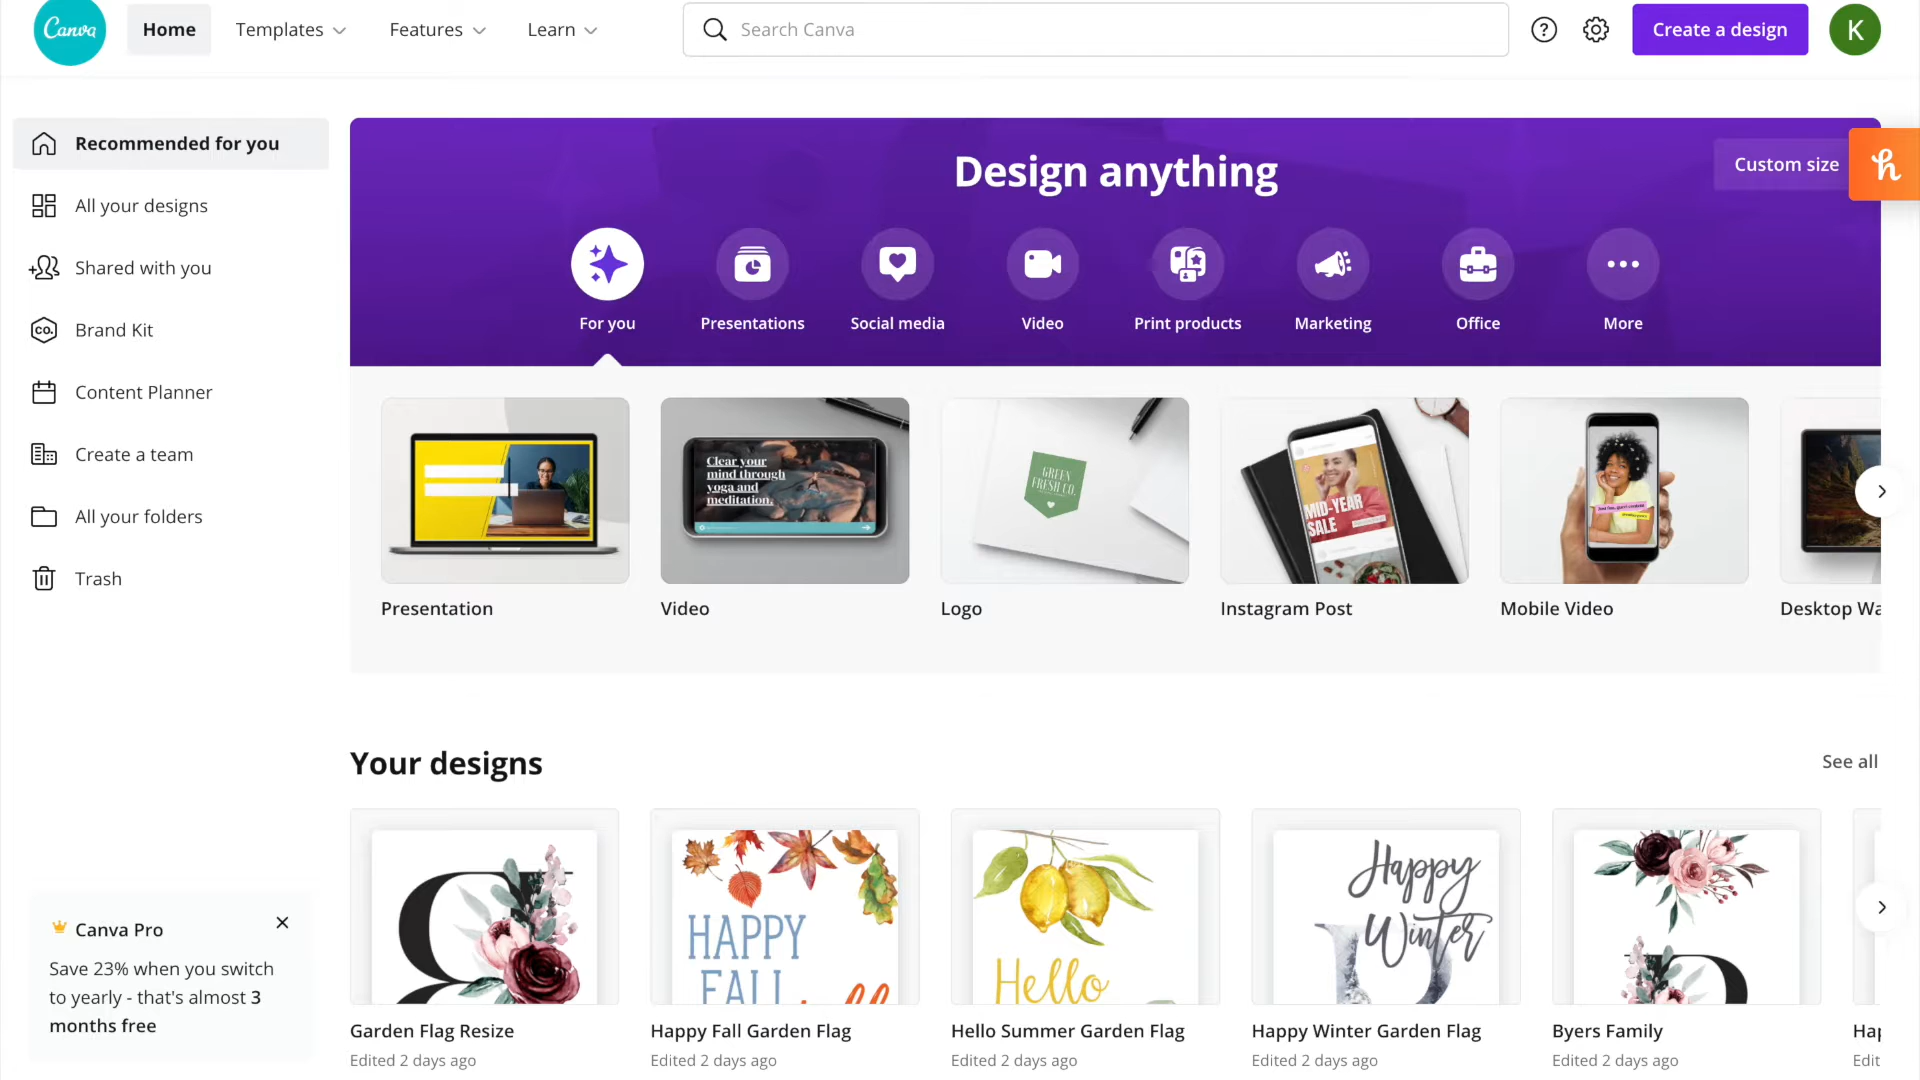 Canva
Home
Templates
Features
Learn
Search Canva
Create a design
K
Recommended for you
All your designs
Shared with you
CO.
Brand Kit
Content Planner
Create a team
All your folders
Trash
Design anything
Custom size
h
For you
Presentations
Social media
Video
Print products
Marketing
Office
More
Clear your
mind through
yoga and
meditation.
GREEN
FRESH CO.
MID-YEAR
SALE
Presentation
Video
Logo
Instagram Post
Mobile Video
Desktop Wa
Your designs
See all
HAPPY
FALL
Hello
Happy
Winter
Garden Flag Resize
Edited 2 days ago
Happy Fall Garden Flag
Edited 2 days ago
Hello Summer Garden Flag
Edited 2 days ago
Happy Winter Garden Flag
Edited 2 days ago
Byers Family
Edited 2 days ago
Hap
Edit
Canva Pro
Save 23% when you switch
to yearly - that's almost 3
months free